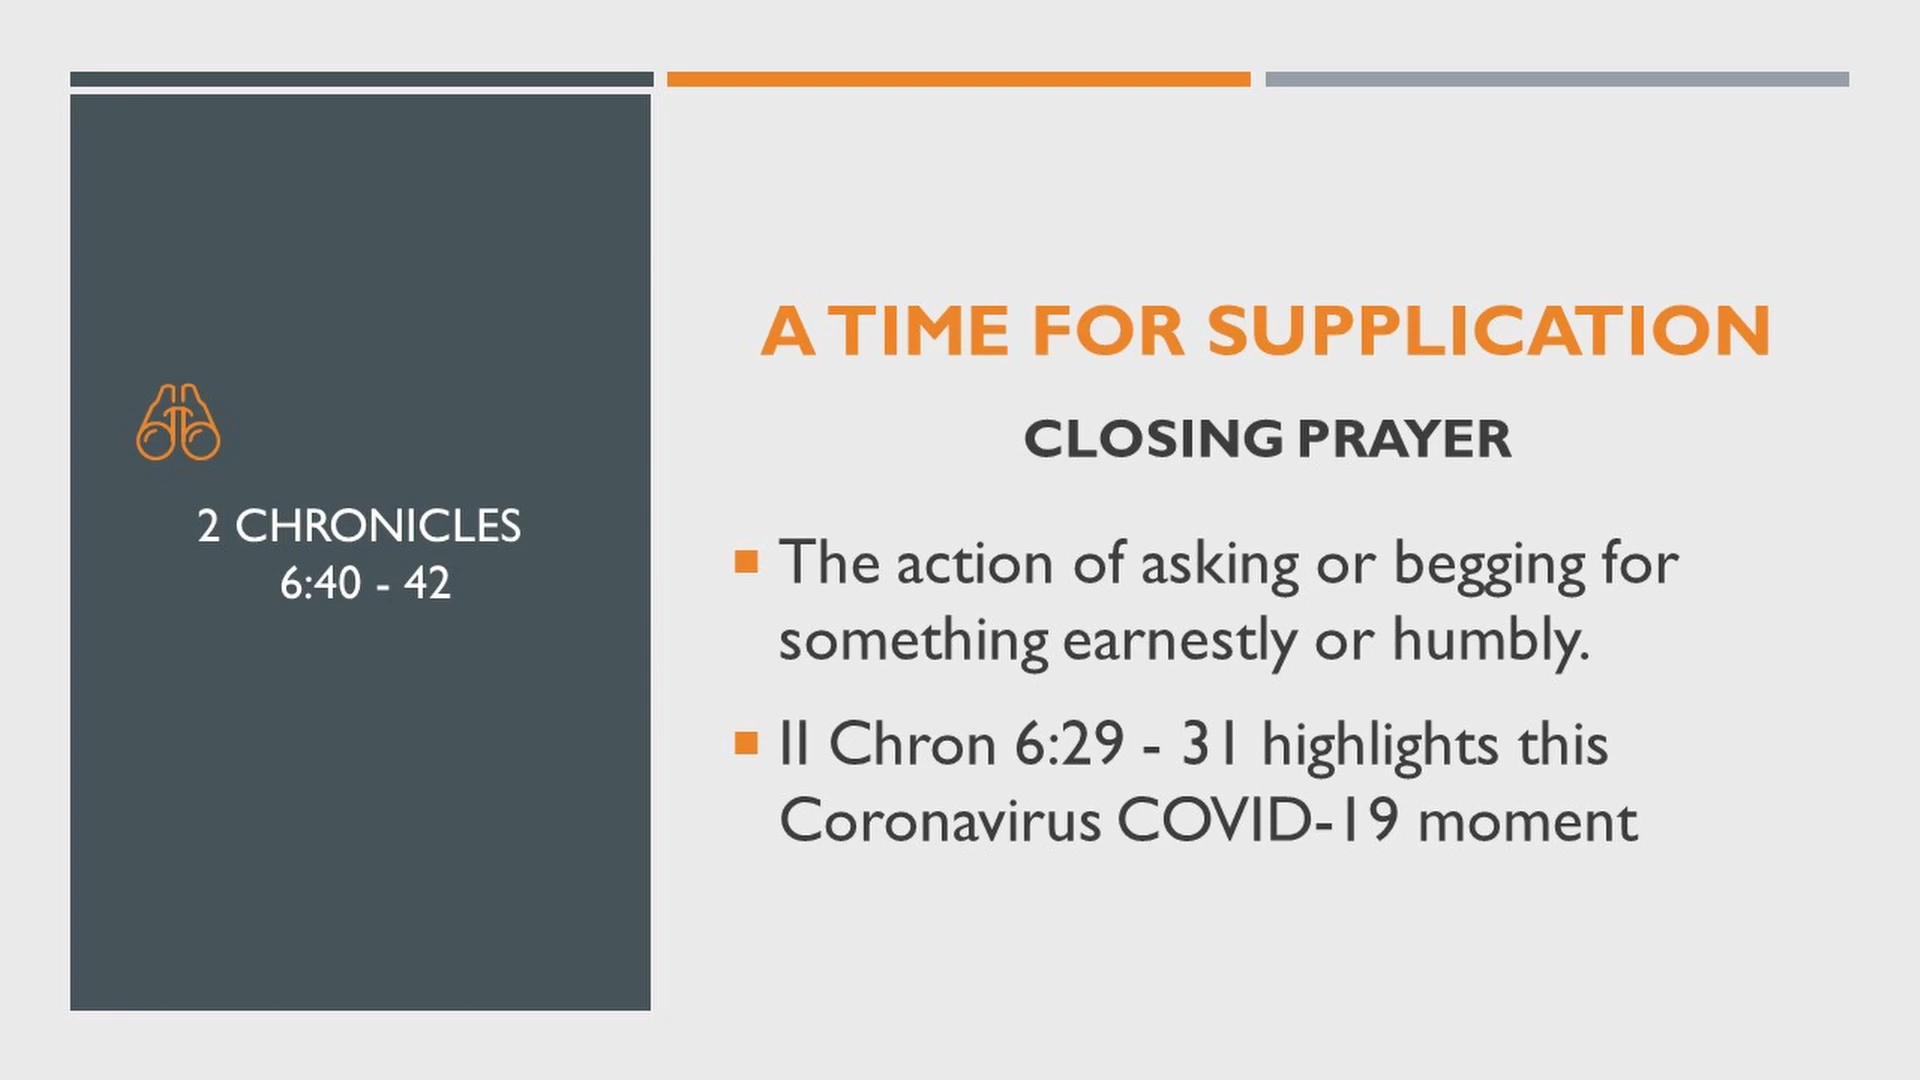 2 CHRONICLES
6:40 - 42
A TIME FOR SUPPLICATION
CLOSING PRAYER
The action of asking or begging for
something earnestly or humbly.
II Chron 6:29 - 31 highlights this
Coronavirus COVID-19 moment